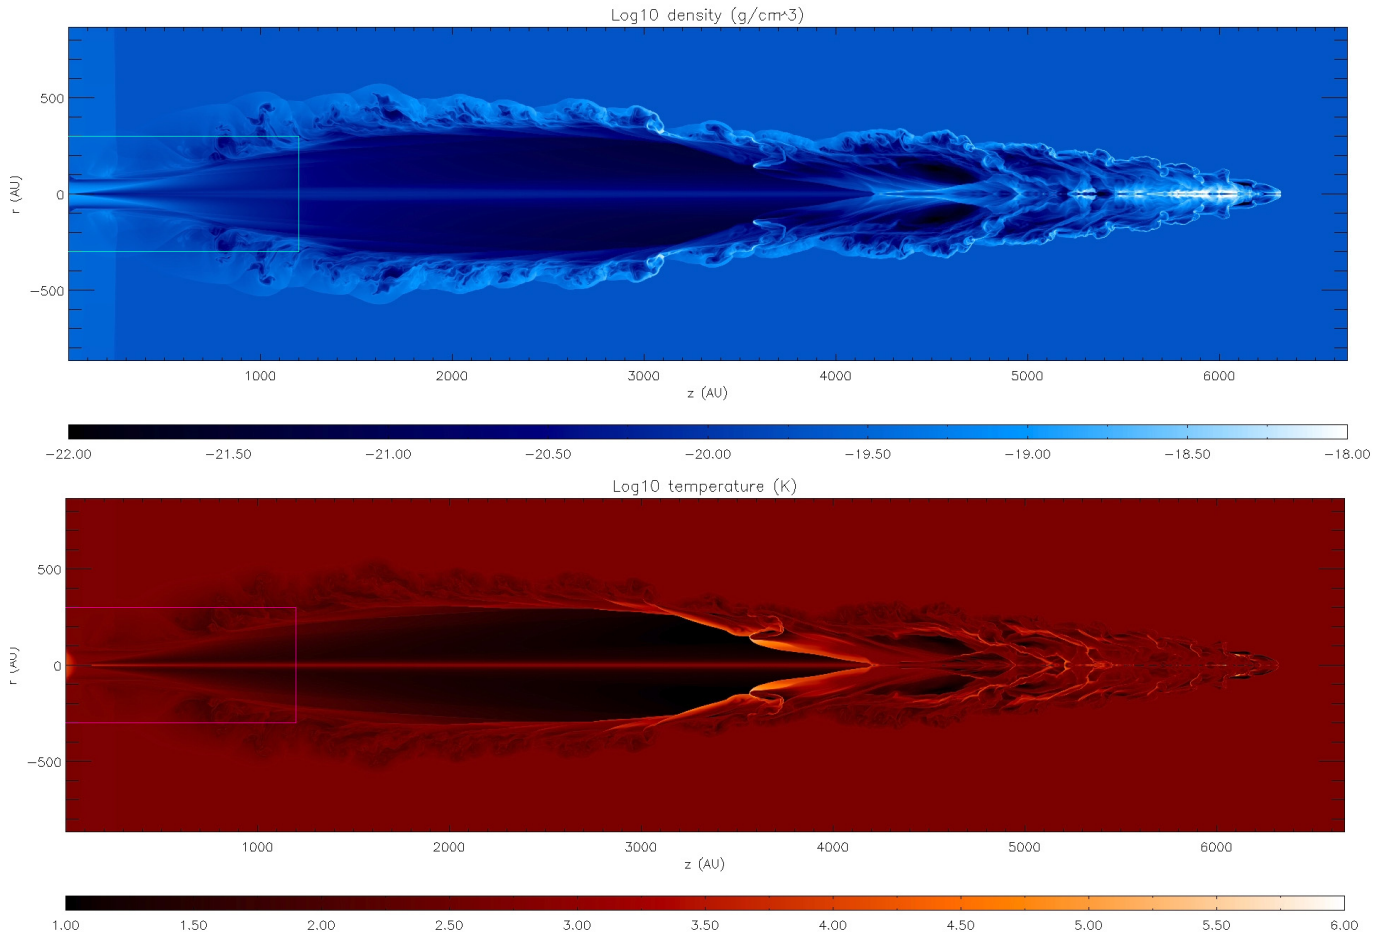 Log10 density (g/cm^3)
500
0
−500
r (AU)
1000 2000 3000 4000 5000 6000
z (AU)
−22.00 −21.50 −21.00 −20.50 −20.00 −19.50 −19.00 −18.50 −18.00
Log10 temperature (K)
500
0
−500
r (AU)
1000 2000 3000 4000 5000 6000
z (AU)
1.00 1.50 2.00 2.50 3.00 3.50 4.00 4.50 5.00 5.50 6.00